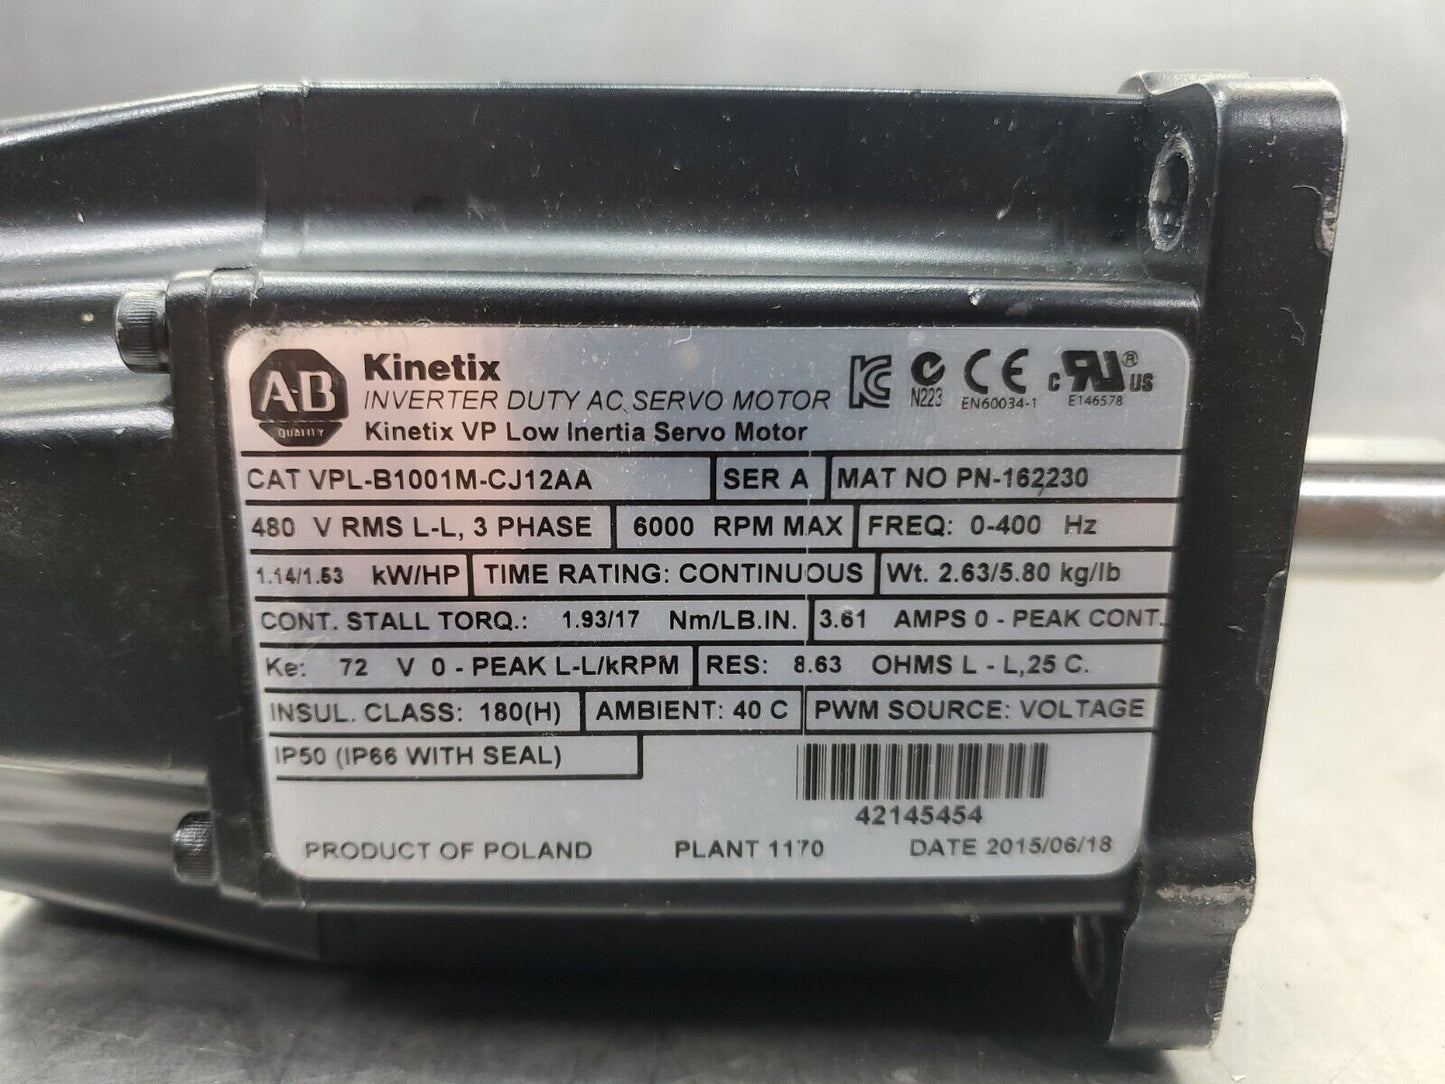 AB QUALITY
Kinetix
INVERTER DUTY AC SERVO MOTOR
Kinetix VP Low Inertia Servo Motor
N223
CE
EN60034-1
C RU ® US
E146578
CAT VPL-B1001M-CJ12AA SER A MAT NO PN-162230
480 V RMS L-L, 3 PHASE 6000 RPM MAX FREQ: 0-400 Hz
1.14/1.53 kW/HP TIME RATING: CONTINUOUS Wt. 2.63/5.80 kg/lb
CONT. STALL TORQ.: 1.93/17 Nm/LB.IN. 3.61 AMPS 0 - PEAK CONT.
Ke: 72 V 0 - PEAK L-L/kRPM RES: 8.63 OHMS L - L,25 C.
INSUL. CLASS: 180(H) AMBIENT: 40 C PWM SOURCE: VOLTAGE
IP50 (IP66 WITH SEAL)
42145454
PRODUCT OF POLAND PLANT 1170 DATE 2015/06/18